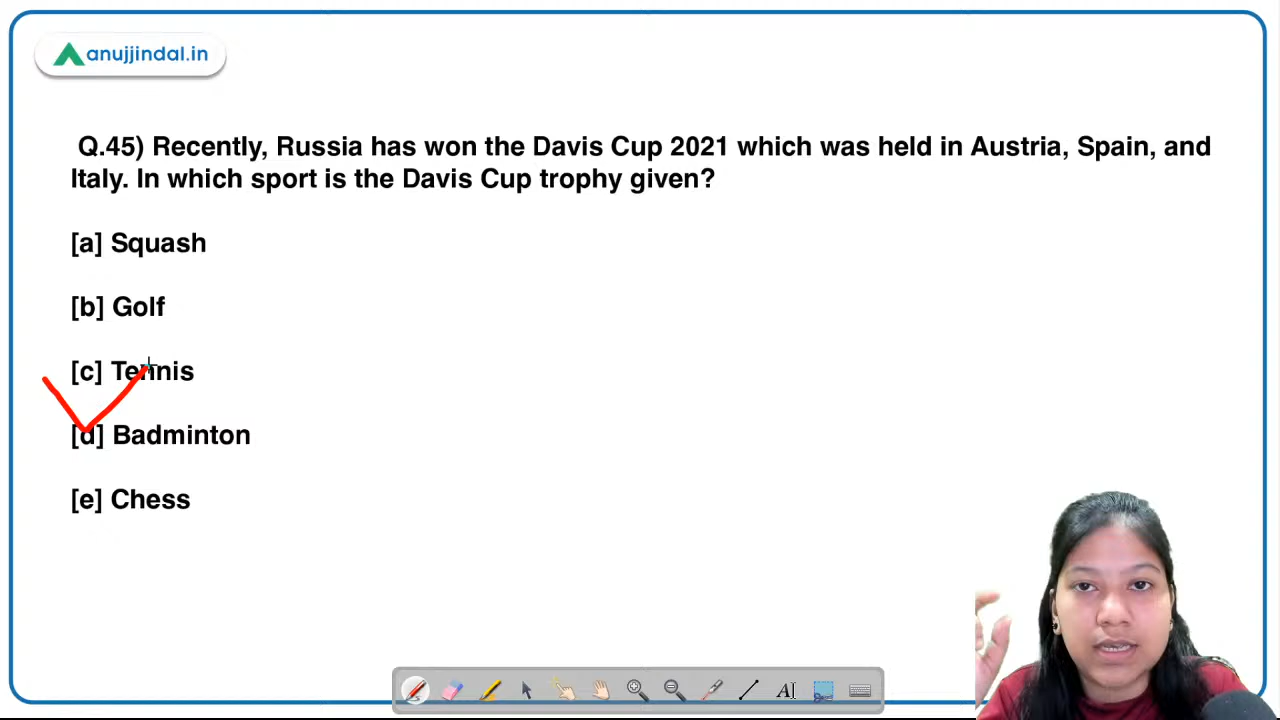 anujjindal.in
Q.45) Recently, Russia has won the Davis Cup 2021 which was held in Austria, Spain, and
Italy. In which sport is the Davis Cup trophy given?
[a] Squash
[b] Golf
[c] Tennis
[d] Badminton
[e] Chess
AI